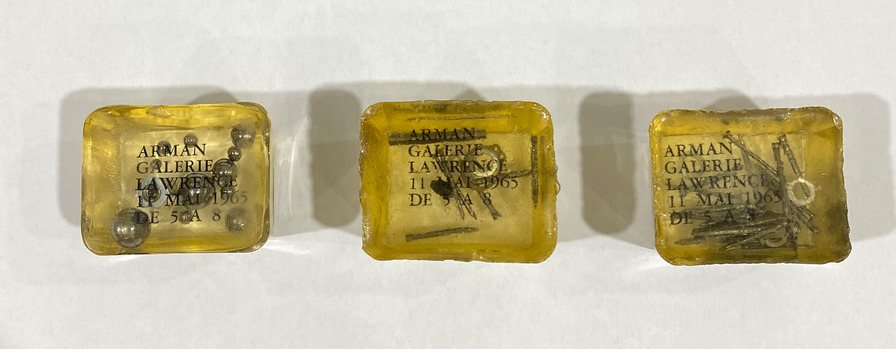 ARMAN
GALERIE
LAWRENCE
11 MAI 1965
DE 5 A 8
ARMAN
GALERIE
LAWRENCE
11 MAI 1965
DE 5 A 8
ARMAN
GALERIE
LAWRENCE
11 MAI 1965
DE 5 A 8